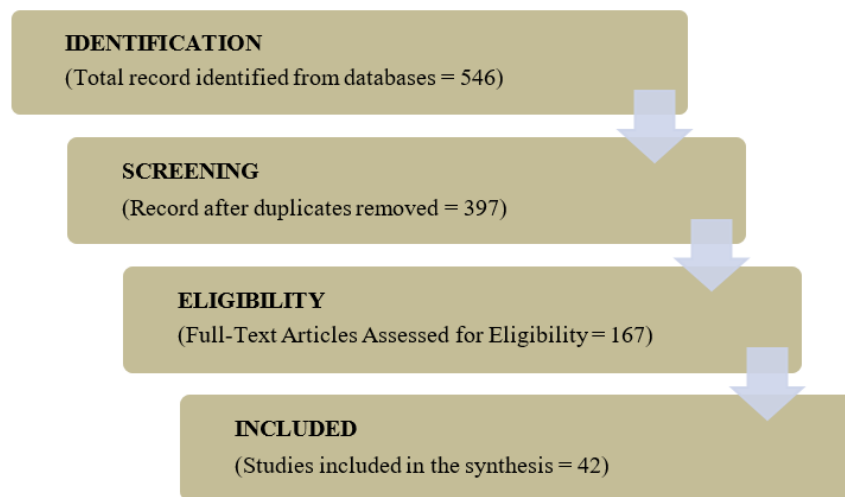 IDENTIFICATION
(Total record identified from databases = 546)
SCREENING
(Record after duplicates removed = 397)
ELIGIBILITY
(Full-Text Articles Assessed for Eligibility = 167)
INCLUDED
(Studies included in the synthesis = 42)